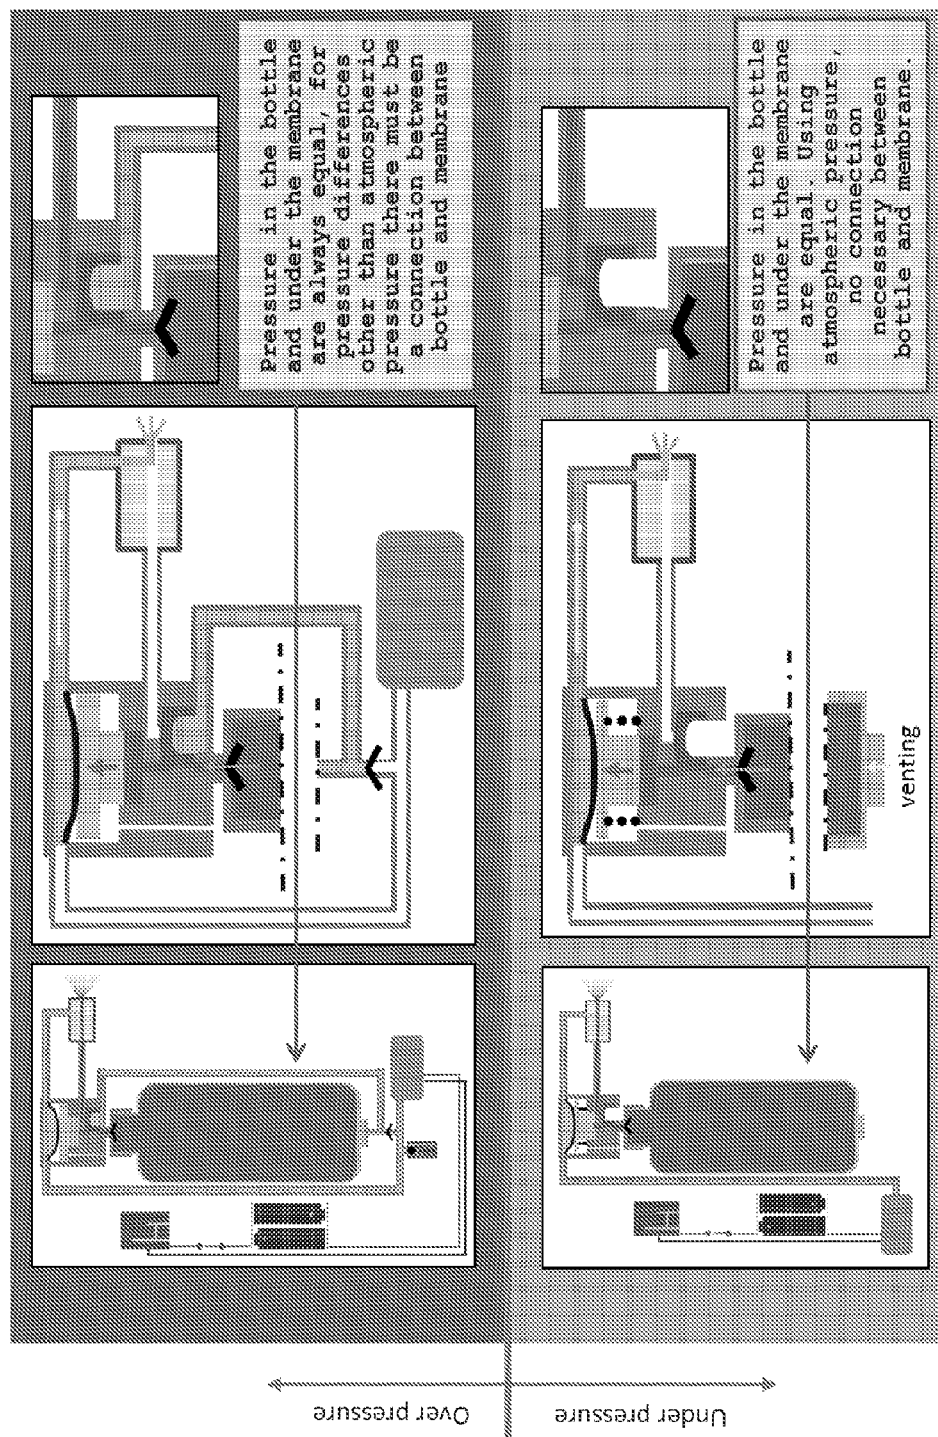 Pressure in the bottle
and under the membrane
are always equal, for
pressure differences
other than atmospheric
pressure there must be
a connection between
bottle and membrane
Pressure in the bottle
and under the membrane
are equal. Using
atmospheric pressure,
no connection
necessary between
bottle and membrane.
venting
Over pressure
Under pressure